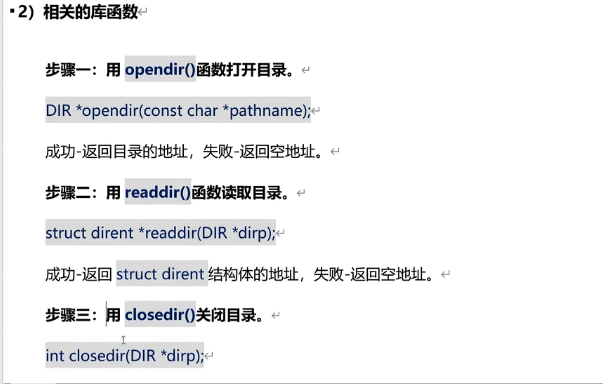 ▪2）相关的库函数↵
步骤一：用 opendir()函数打开目录。↵
DIR *opendir(const char *pathname);↵
成功-返回目录的地址，失败-返回空地址。↵
步骤二：用 readdir()函数读取目录。↵
struct dirent *readdir(DIR *dirp);↵
成功-返回 struct dirent 结构体的地址，失败-返回空地址。↵
步骤三：用 closedir()关闭目录。↵
int closedir(DIR *dirp);↵